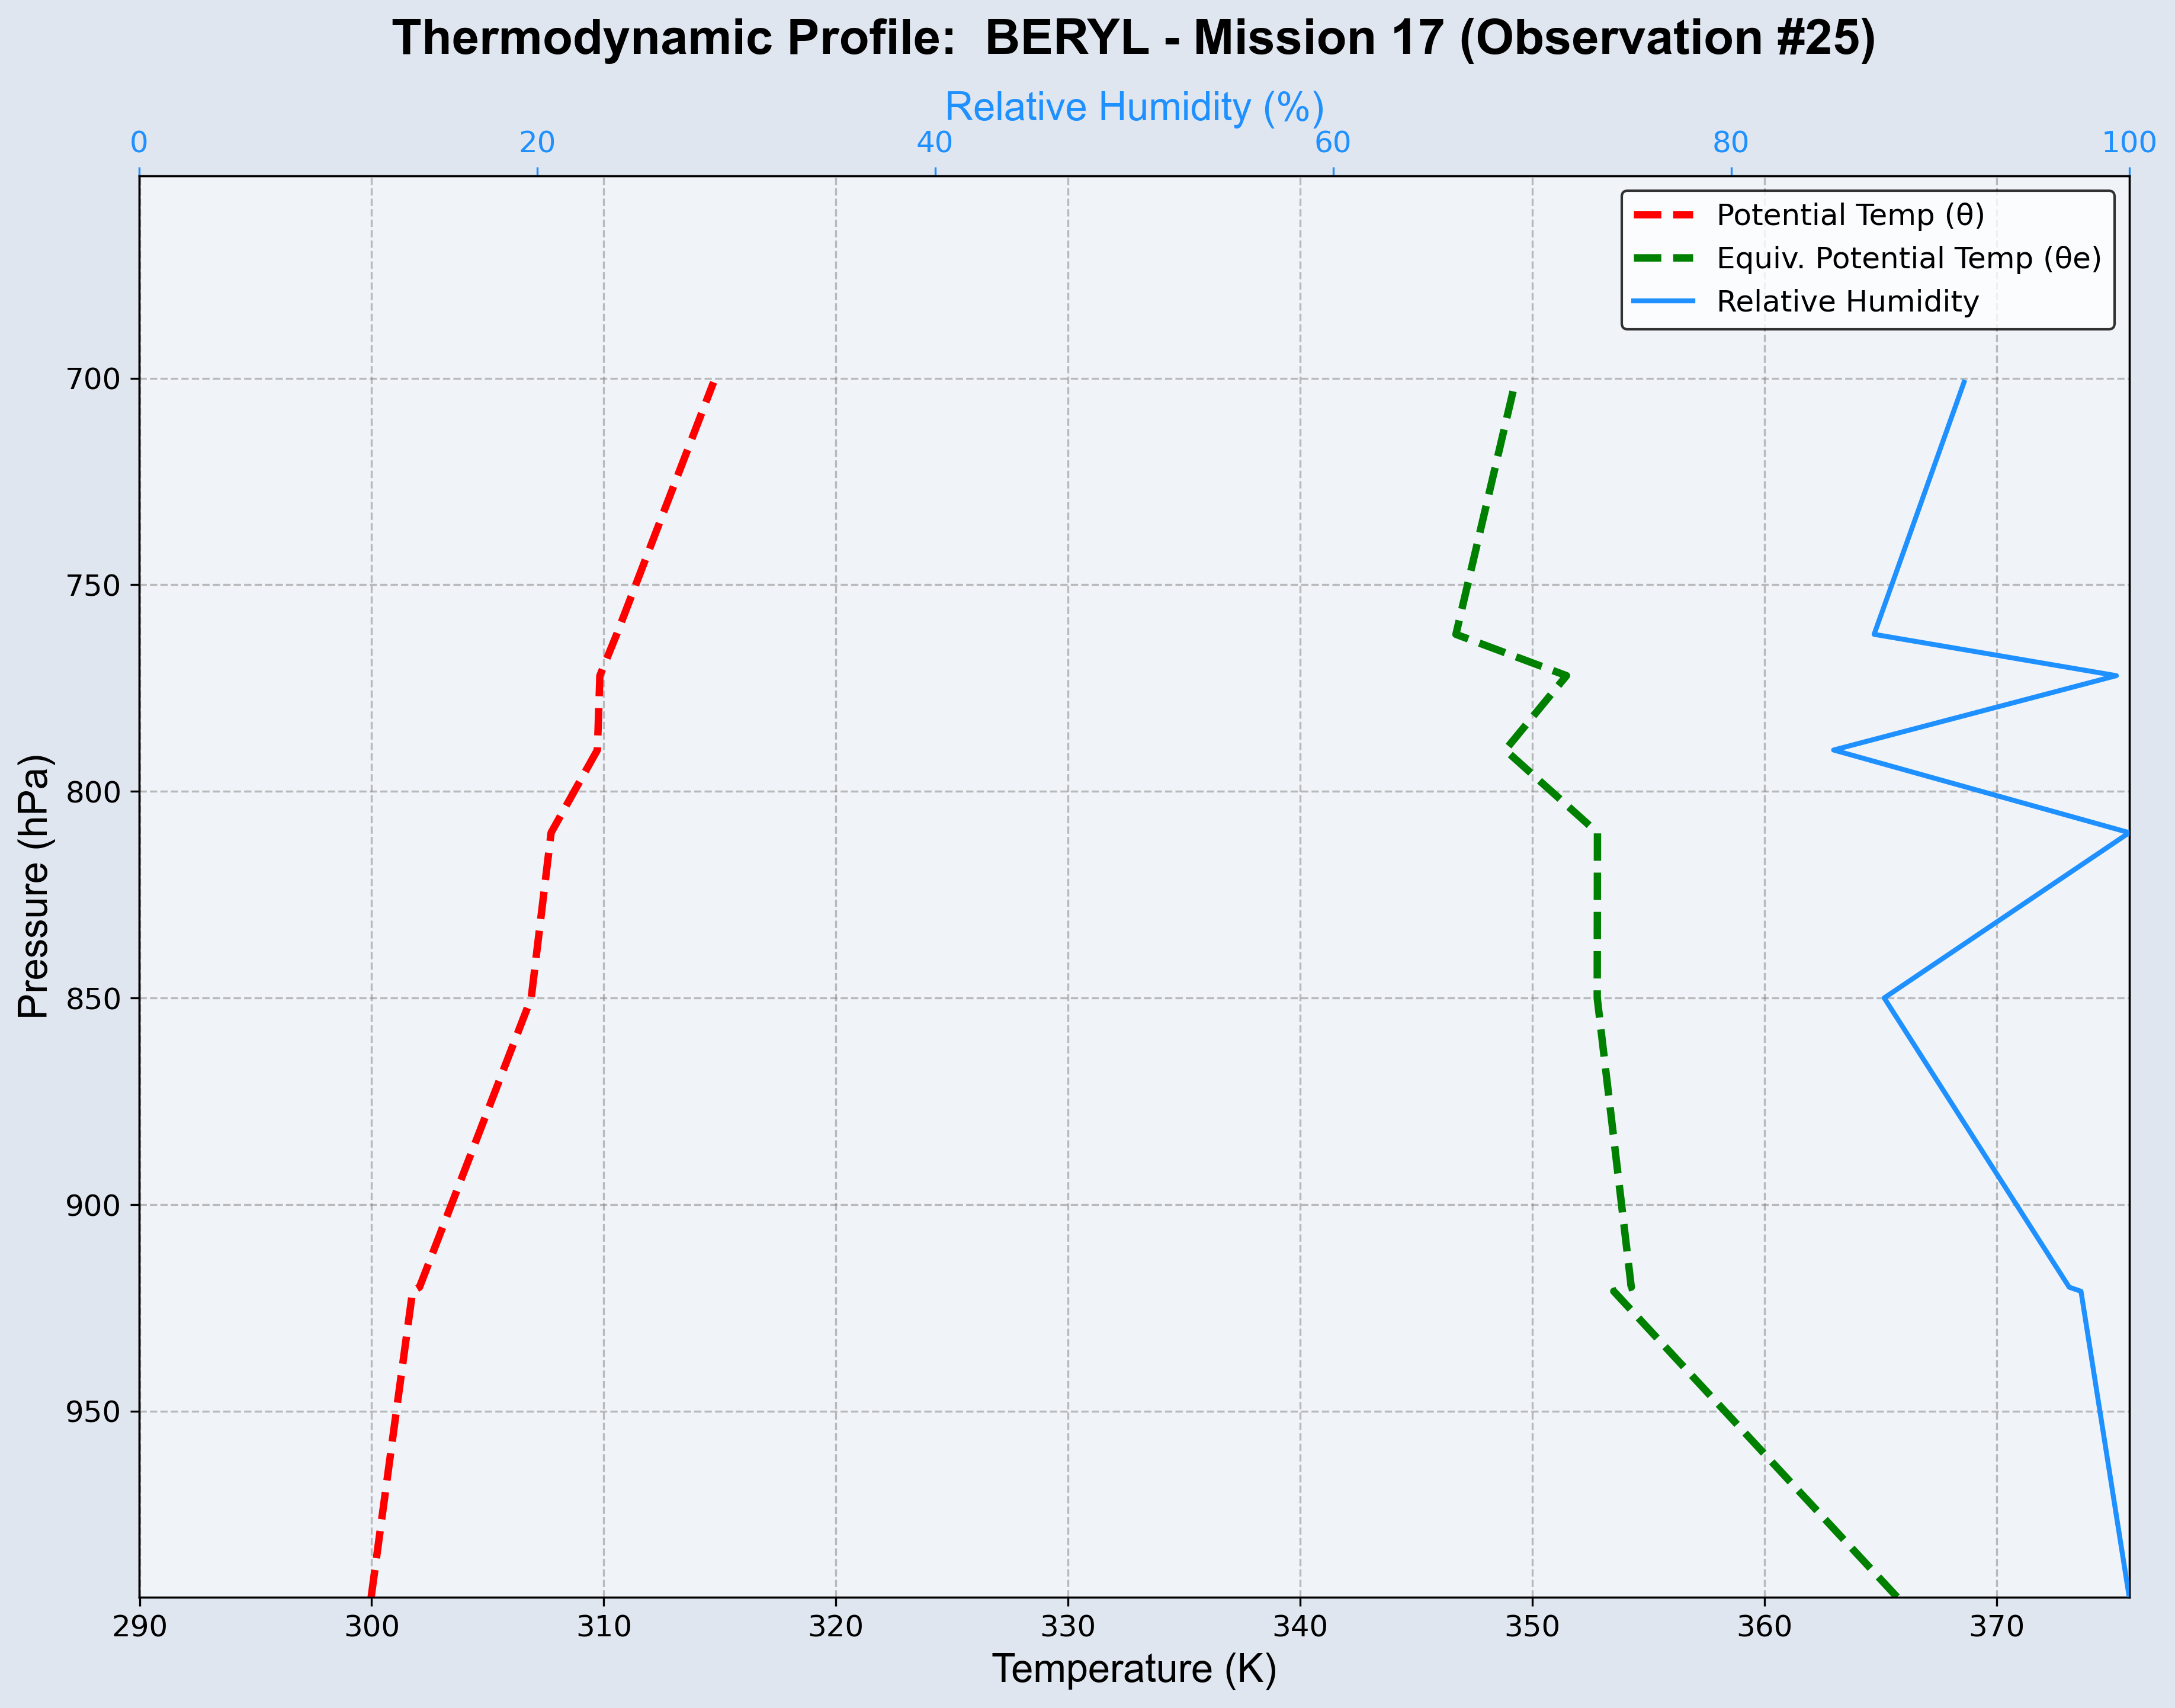 Thermodynamic Profile:  BERYL - Mission 17 (Observation #25)
Relative Humidity (%)
0 20 40 60 80 100
Potential Temp (θ)
Equiv. Potential Temp (θe)
Relative Humidity
Pressure (hPa)
700
750
800
850
900
950
290 300 310 320 330 340 350 360 370
Temperature (K)